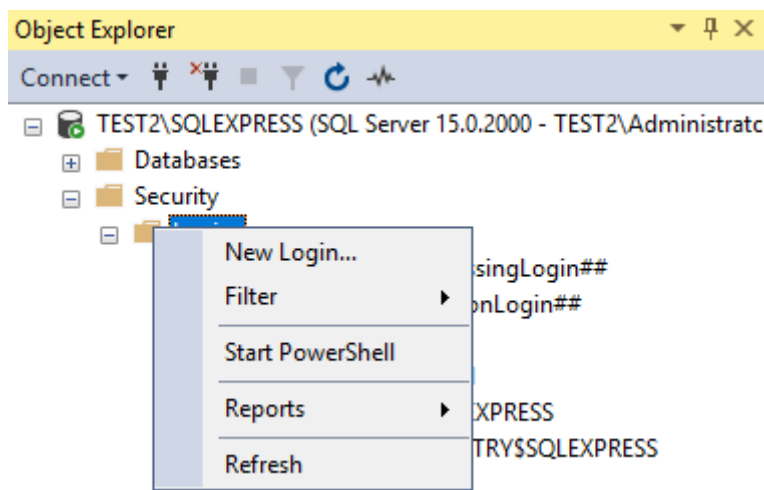 Object Explorer
Connect
TEST2\SQLEXPRESS (SQL Server 15.0.2000 - TEST2\Administratc
Databases
Security
New Login...
ssingLogin##
Filter
onLogin##
Start PowerShell
Reports
XPRESS
TRY$SQLEXPRESS
Refresh